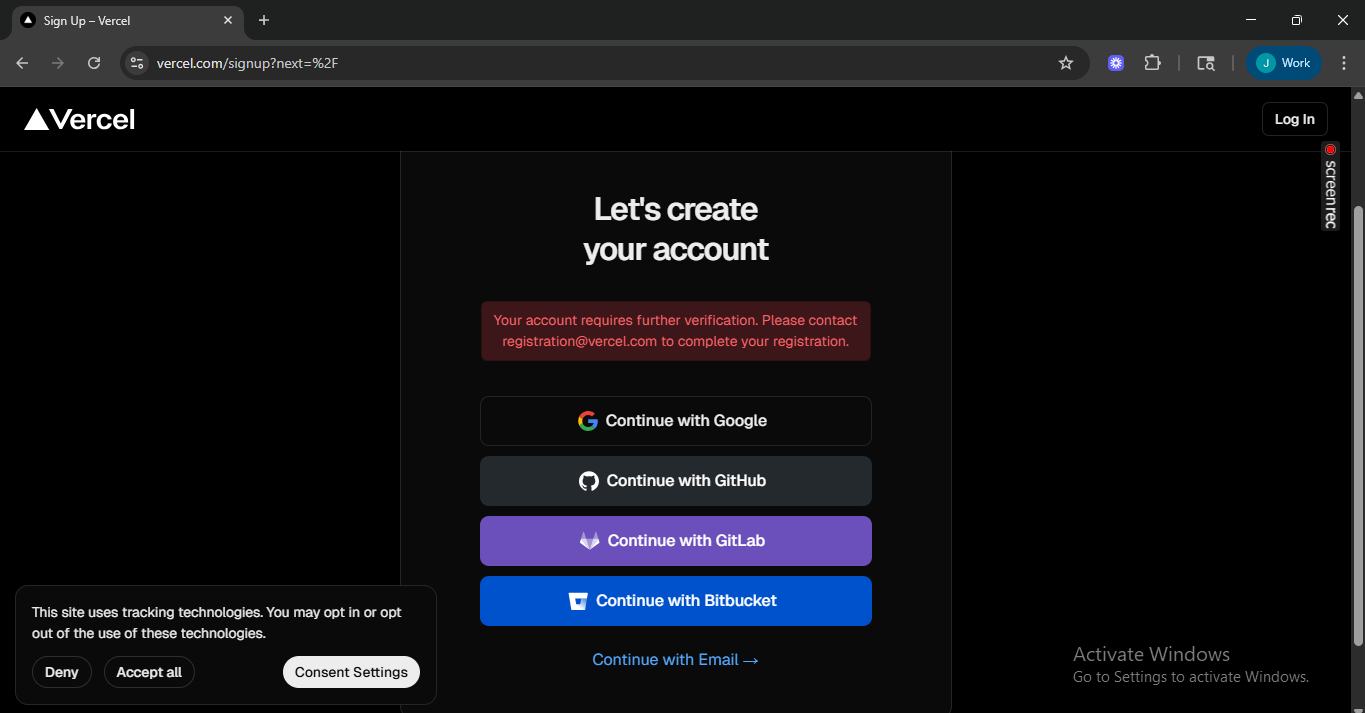 Sign Up – Vercel
vercel.com/signup?next=%2F
J Work
Vercel
Log In
screenrec
Let's create
your account
Your account requires further verification. Please contact
registration@vercel.com to complete your registration.
Continue with Google
Continue with GitHub
Continue with GitLab
Continue with Bitbucket
Continue with Email →
This site uses tracking technologies. You may opt in or opt
out of the use of these technologies.
Deny Accept all Consent Settings
Activate Windows
Go to Settings to activate Windows.